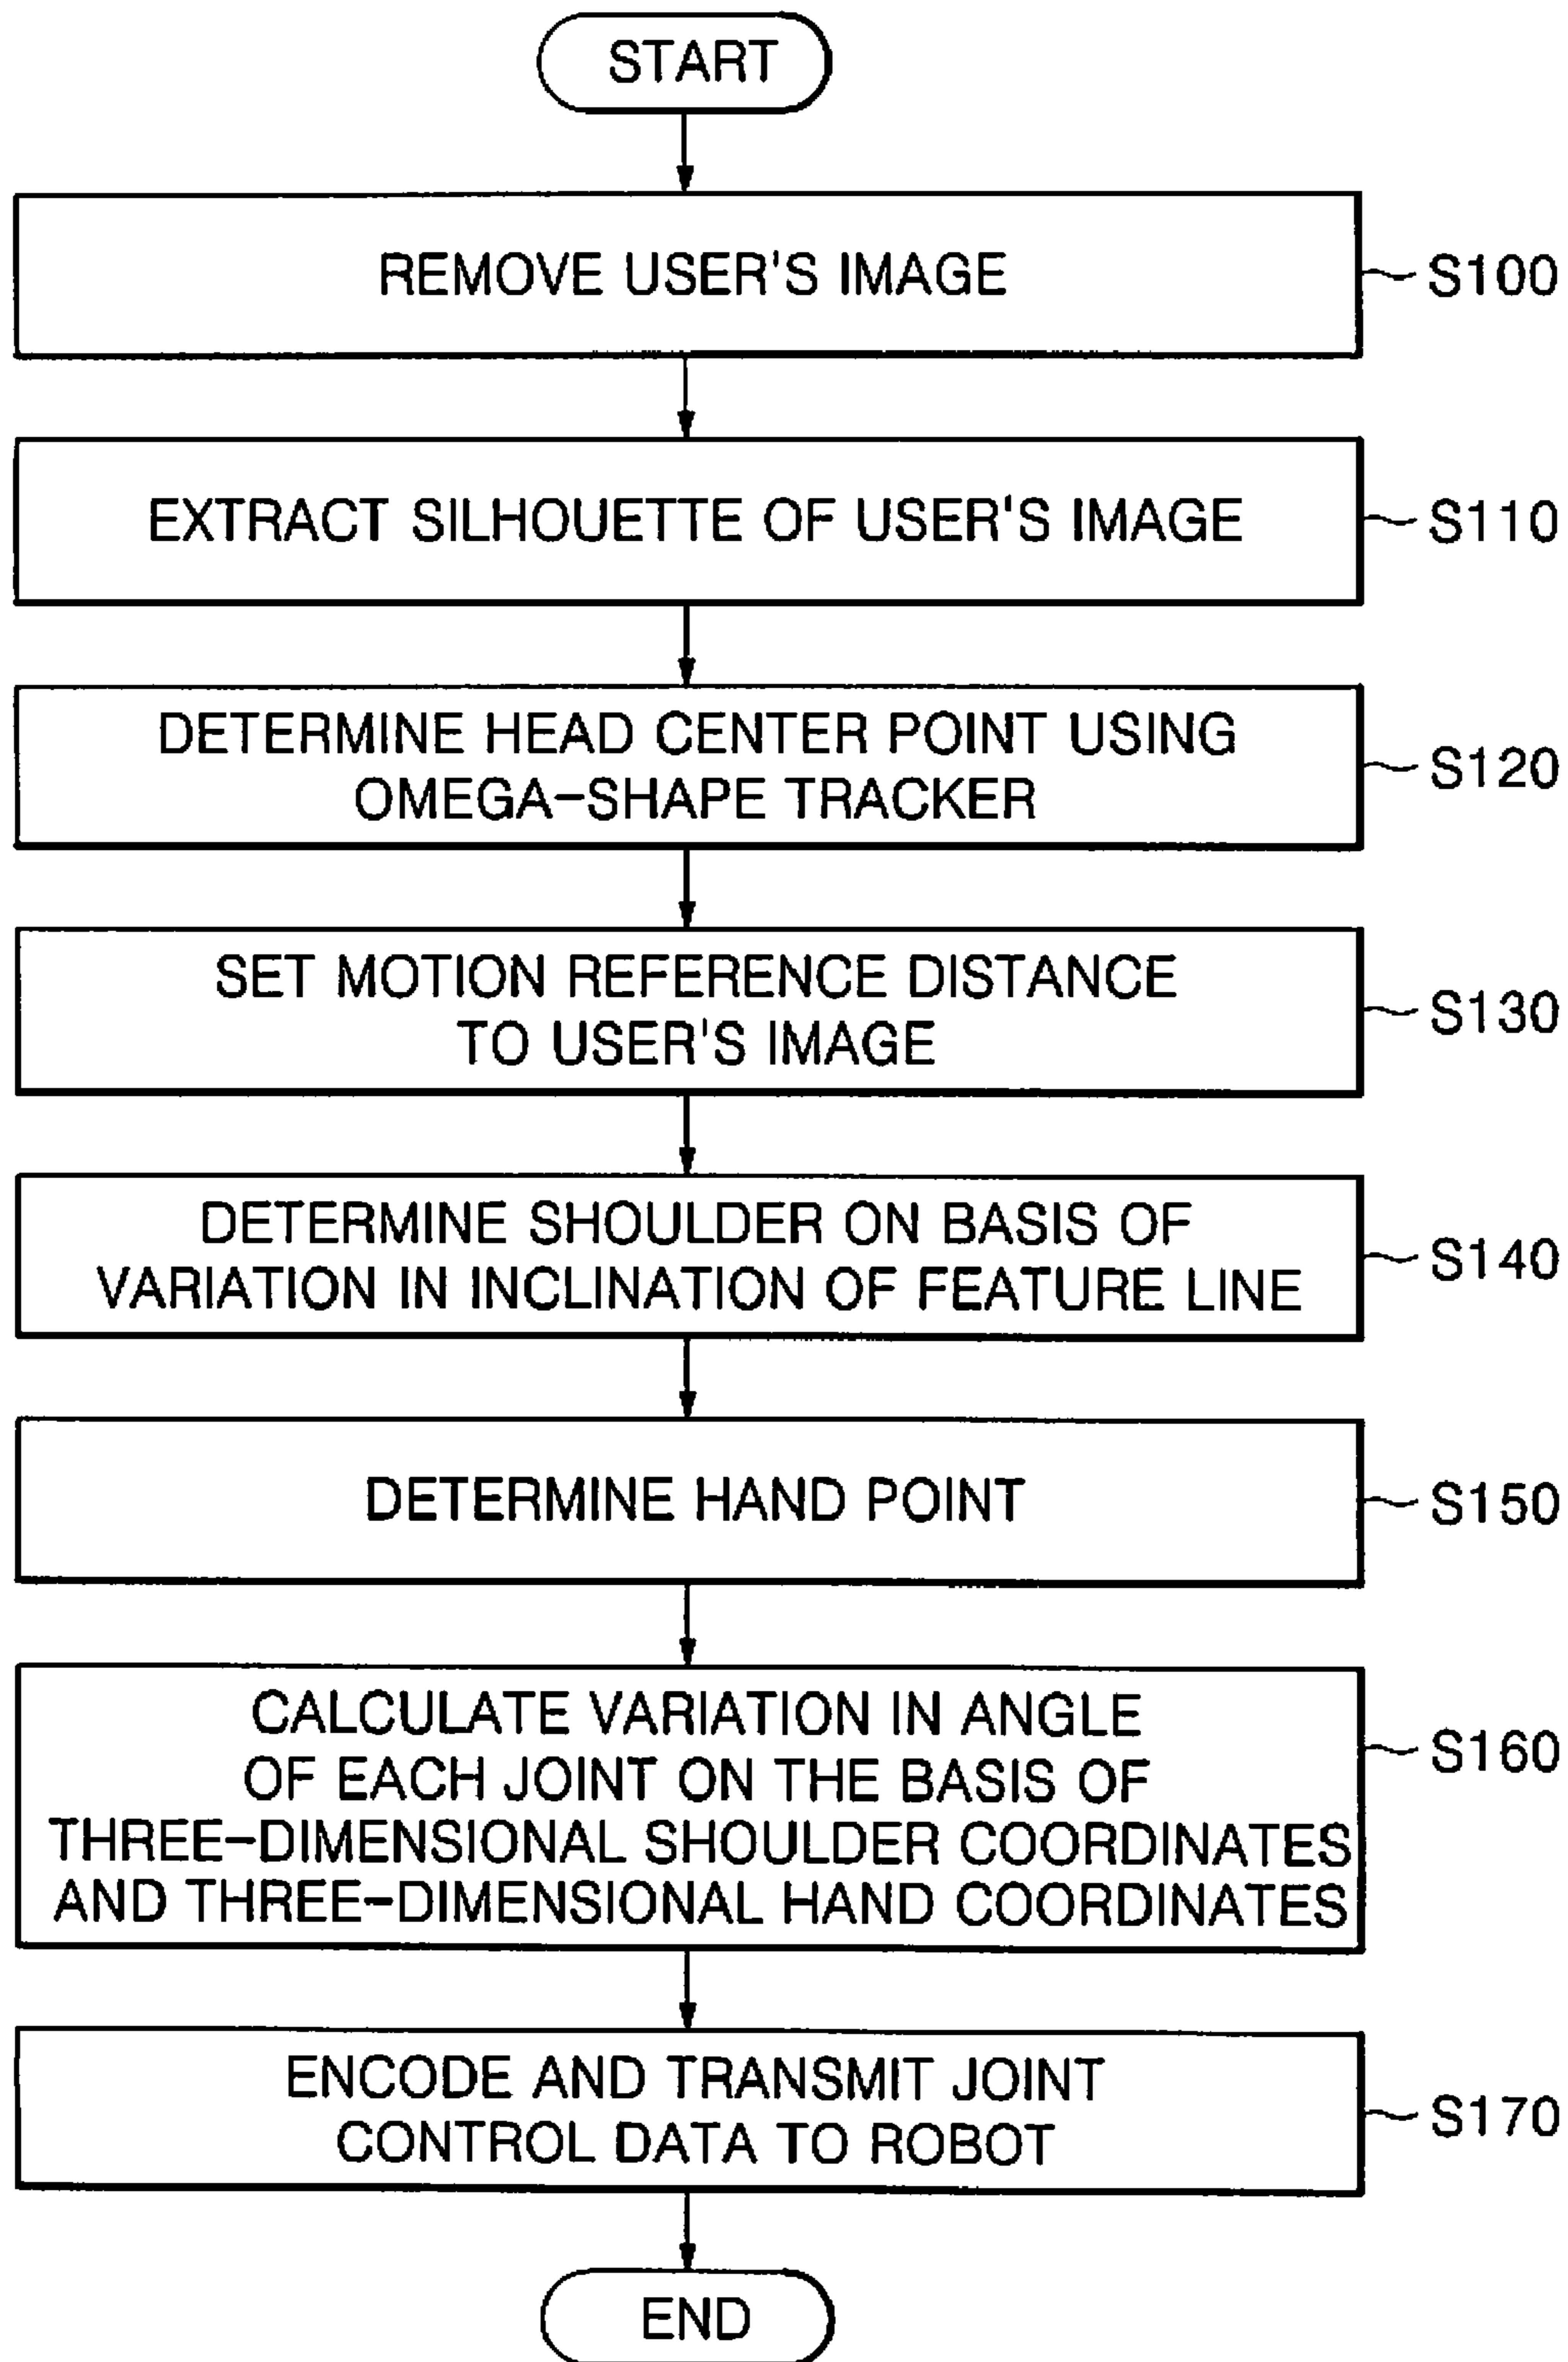 START
REMOVE USER'S IMAGE
S100
EXTRACT SILHOUETTE OF USER'S IMAGE
S110
DETERMINE HEAD CENTER POINT USING
OMEGA-SHAPE TRACKER
S120
SET MOTION REFERENCE DISTANCE
TO USER'S IMAGE
S130
DETERMINE SHOULDER ON BASIS OF
VARIATION IN INCLINATION OF FEATURE LINE
S140
DETERMINE HAND POINT
S150
CALCULATE VARIATION IN ANGLE
OF EACH JOINT ON THE BASIS OF
THREE-DIMENSIONAL SHOULDER COORDINATES
AND THREE-DIMENSIONAL HAND COORDINATES
S160
ENCODE AND TRANSMIT JOINT
CONTROL DATA TO ROBOT
S170
END